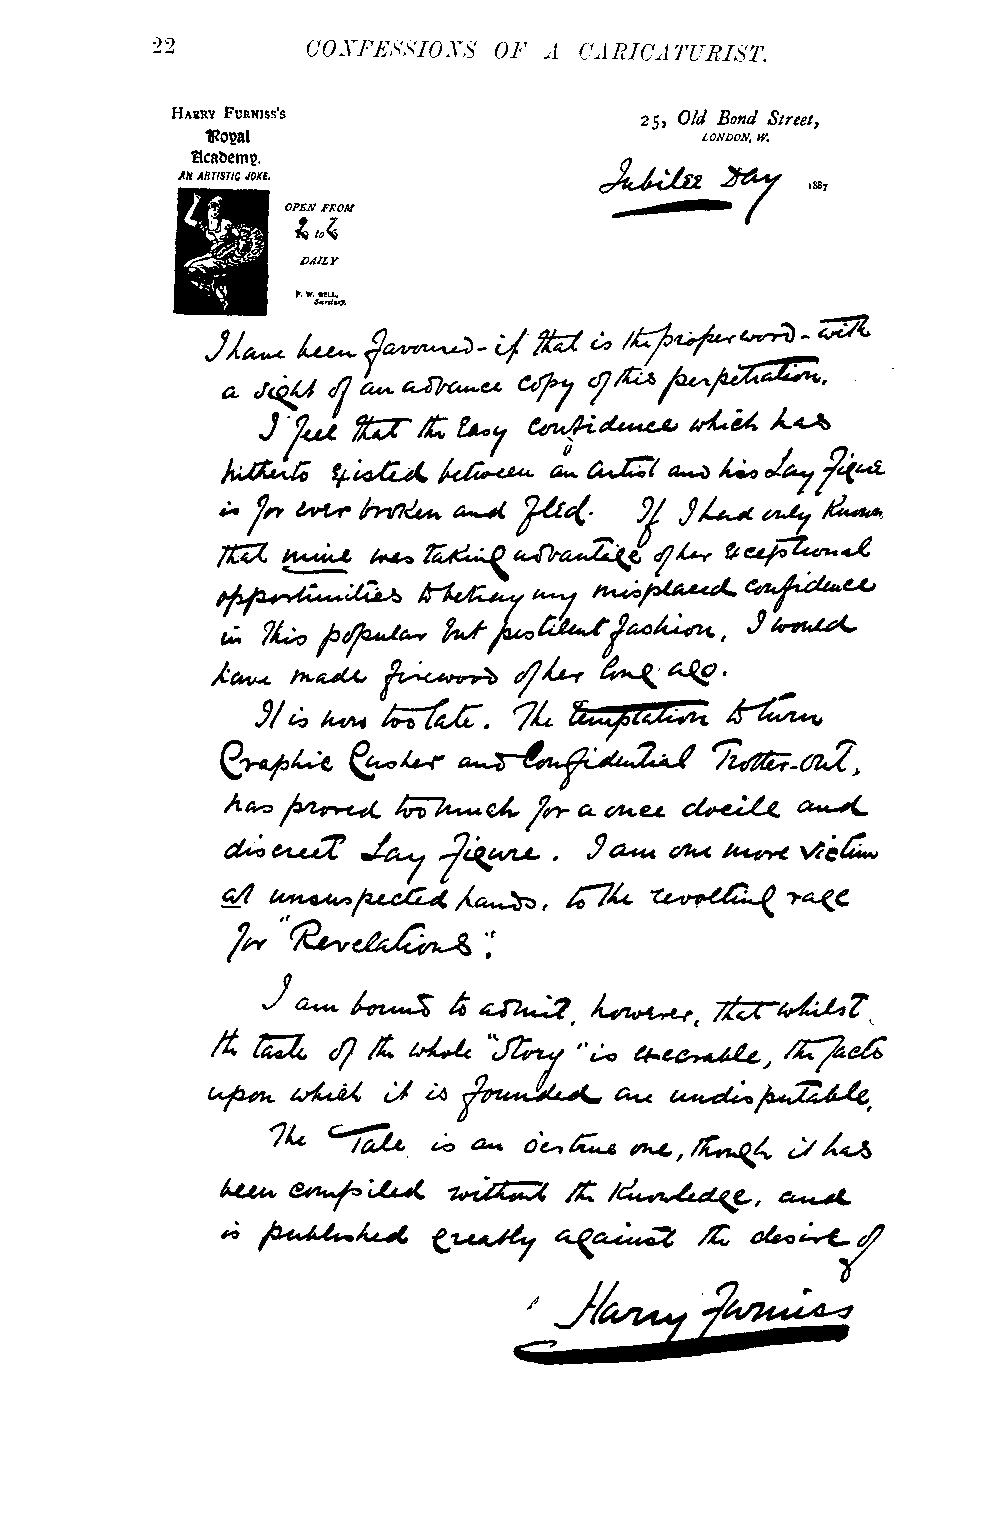 22 CONFESSIONS OF A CARICATURIST.
HARRY FURNISS'S
Royal
Academy.
AN ARTISTIC JOKE.
OPEN FROM
to
DAILY
25, Old Bond Street,
LONDON, W.
Jubilee Day 1887
I have been favoured - if that is the proper word - with
a sight of an advance copy of this perpetration.
I feel that the easy confidence which has
hitherto existed between an Artist and his Lay Figure
is for ever broken and fled. If I had only known
that mine was taking advantage of her exceptional
opportunities to betray my misplaced confidence
in this popular but pestilent fashion, I would
have made firewood of her long ago.
It is now too late. The temptation to turn
Graphic Gusher and Confidential Trotter-Out,
has proved too much for a once docile and
discreet Lay Figure. I am one more victim
at unsuspected hands, to the revolting rage
for "Revelations".
I am bound to admit, however, that whilst
the taste of the whole "Story" is execrable, the facts
upon which it is founded are undisputable.
The Tale is an o'er true one, though it has
been compiled without the knowledge, and
is published greatly against the desire of
Harry Furniss